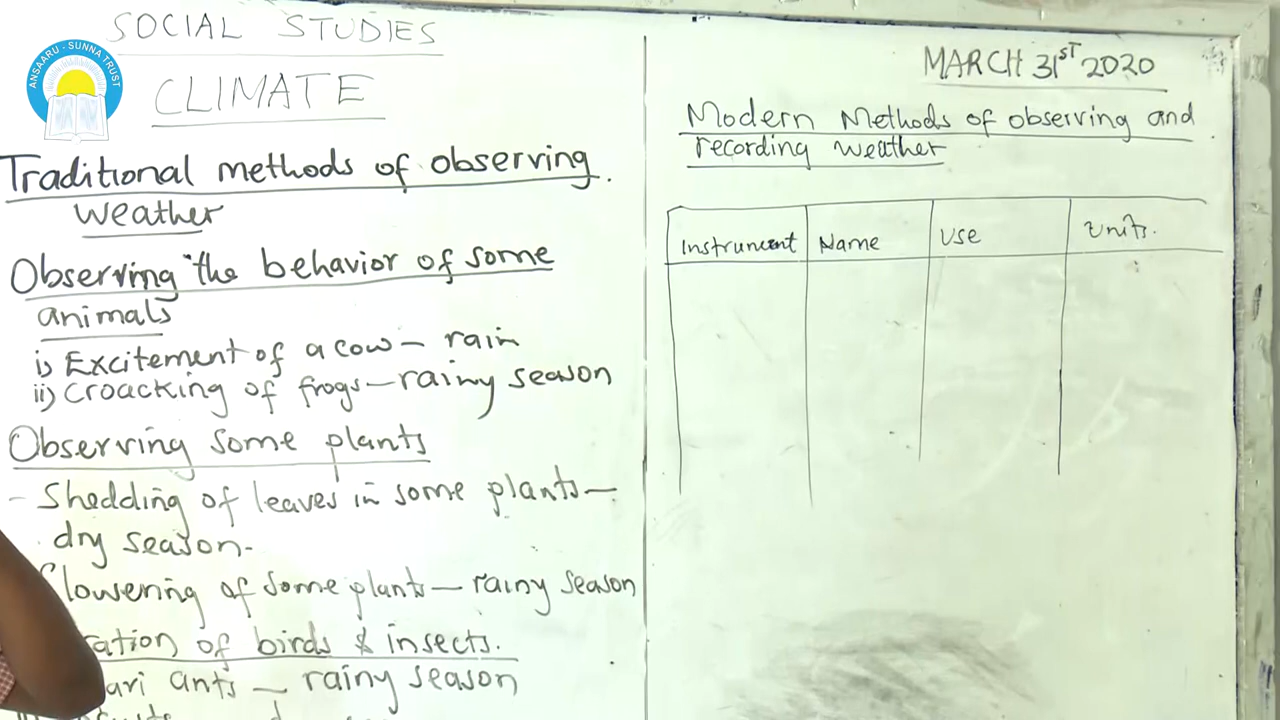 SOCIAL STUDIES
CLIMATE
ANSAARU - SUNNA TRUST
Traditional methods of observing
weather
Observing the behavior of some
animals
i) Excitement of a cow – rain
ii) Croacking of frogs – rainy season
Observing some plants
- Shedding of leaves in some plants –
dry season.
flowering of some plants – rainy season
ration of birds & insects.
ari ants – rainy season
MARCH 31ST 2020
Modern Methods of observing and
recording weather
Instrument Name Use Units.